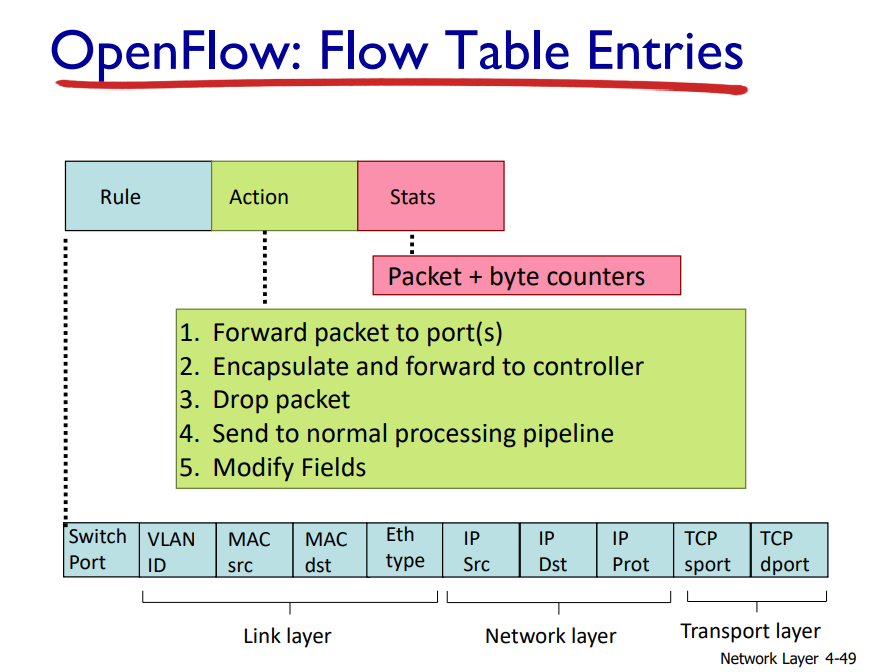 OpenFlow: Flow Table Entries
Rule
Action
Stats
Packet + byte counters
1. Forward packet to port(s)
2. Encapsulate and forward to controller
3. Drop packet
4. Send to normal processing pipeline
5. Modify Fields
Switch
Port
VLAN
ID
MAC
src
MAC
dst
Eth
type
IP
Src
IP
Dst
IP
Prot
TCP
sport
TCP
dport
Link layer
Network layer
Transport layer
Network Layer 4-49